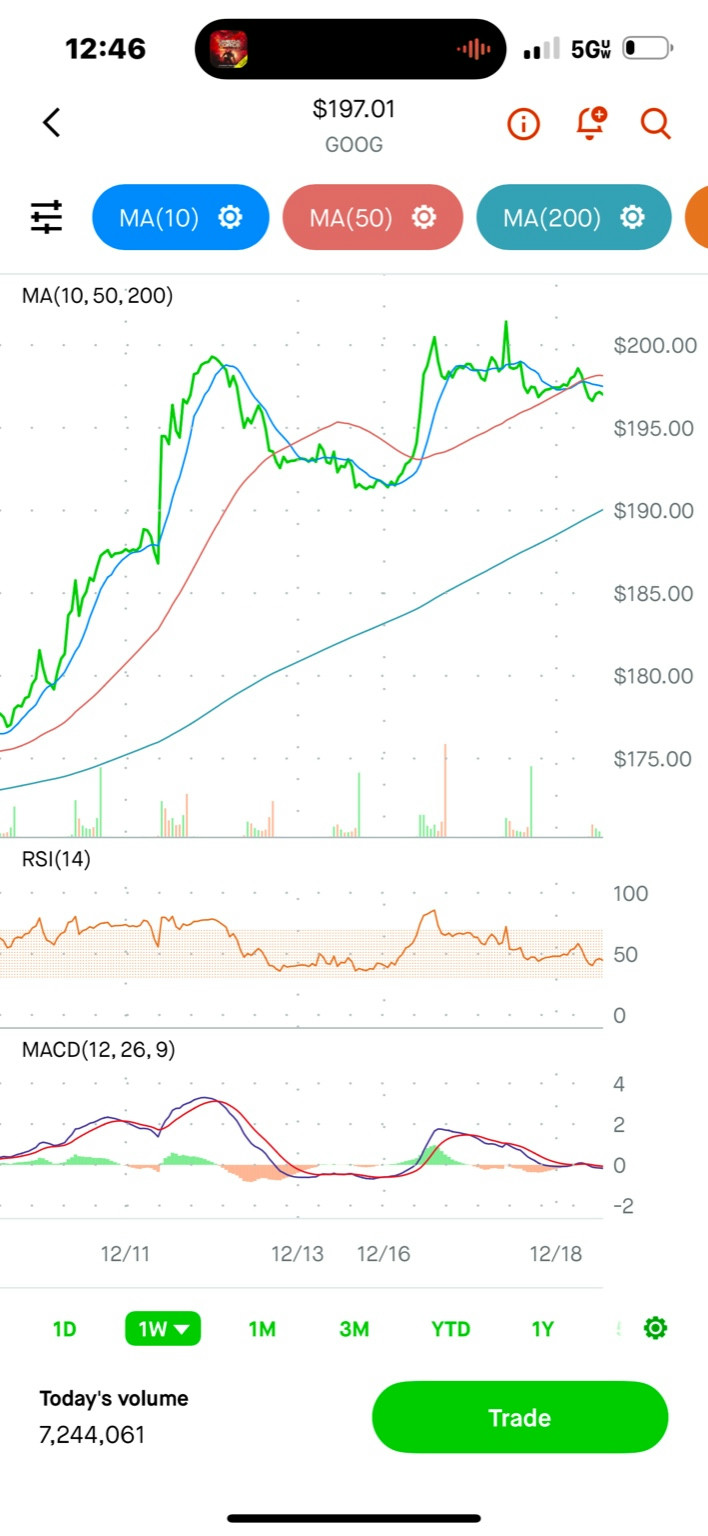 12:46
5GUW
$197.01
GOOG
MA(10)
MA(50)
MA(200)
MA(10, 50, 200)
$200.00
$195.00
$190.00
$185.00
$180.00
$175.00
RSI(14)
100
50
0
MACD(12, 26, 9)
4
2
0
-2
12/11 12/13 12/16 12/18
1D 1W 1M 3M YTD 1Y
Today's volume
7,244,061
Trade